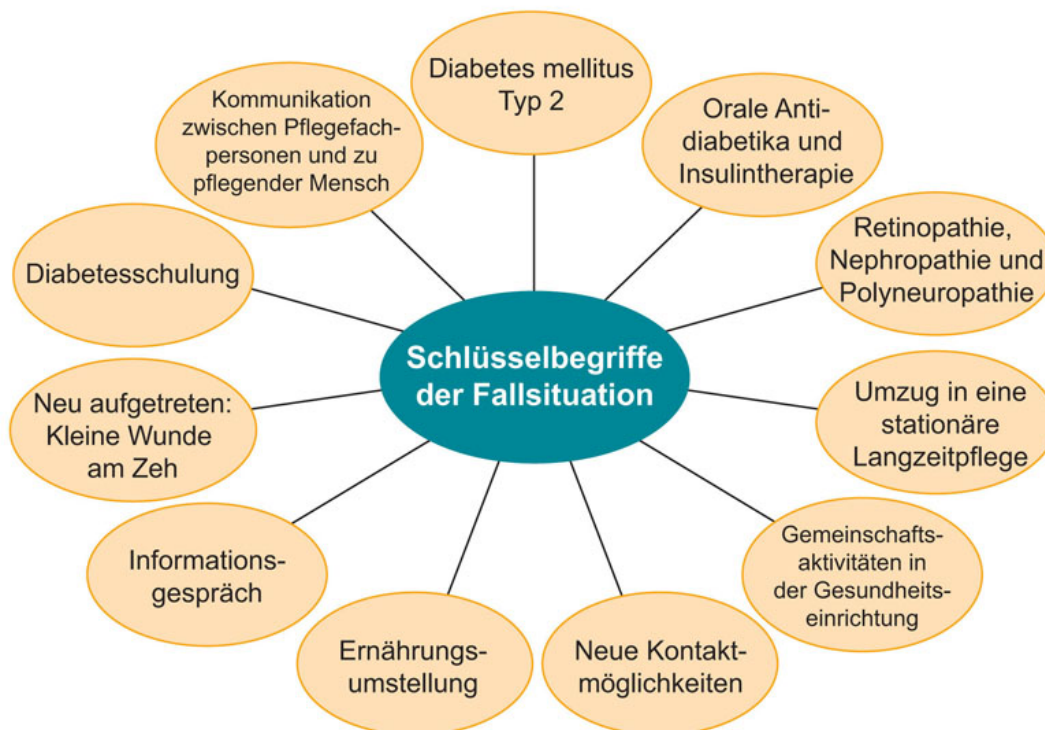 Schlüsselbegriffe
der Fallsituation
Diabetes mellitus
Typ 2
Orale Anti-
diabetika und
Insulintherapie
Retinopathie,
Nephropathie und
Polyneuropathie
Umzug in eine
stationäre
Langzeitpflege
Gemeinschafts-
aktivitäten in
der Gesundheits-
einrichtung
Neue Kontakt-
möglichkeiten
Ernährungs-
umstellung
Informations-
gespräch
Neu aufgetreten:
Kleine Wunde
am Zeh
Diabetesschulung
Kommunikation
zwischen Pflegefach-
personen und zu
pflegender Mensch